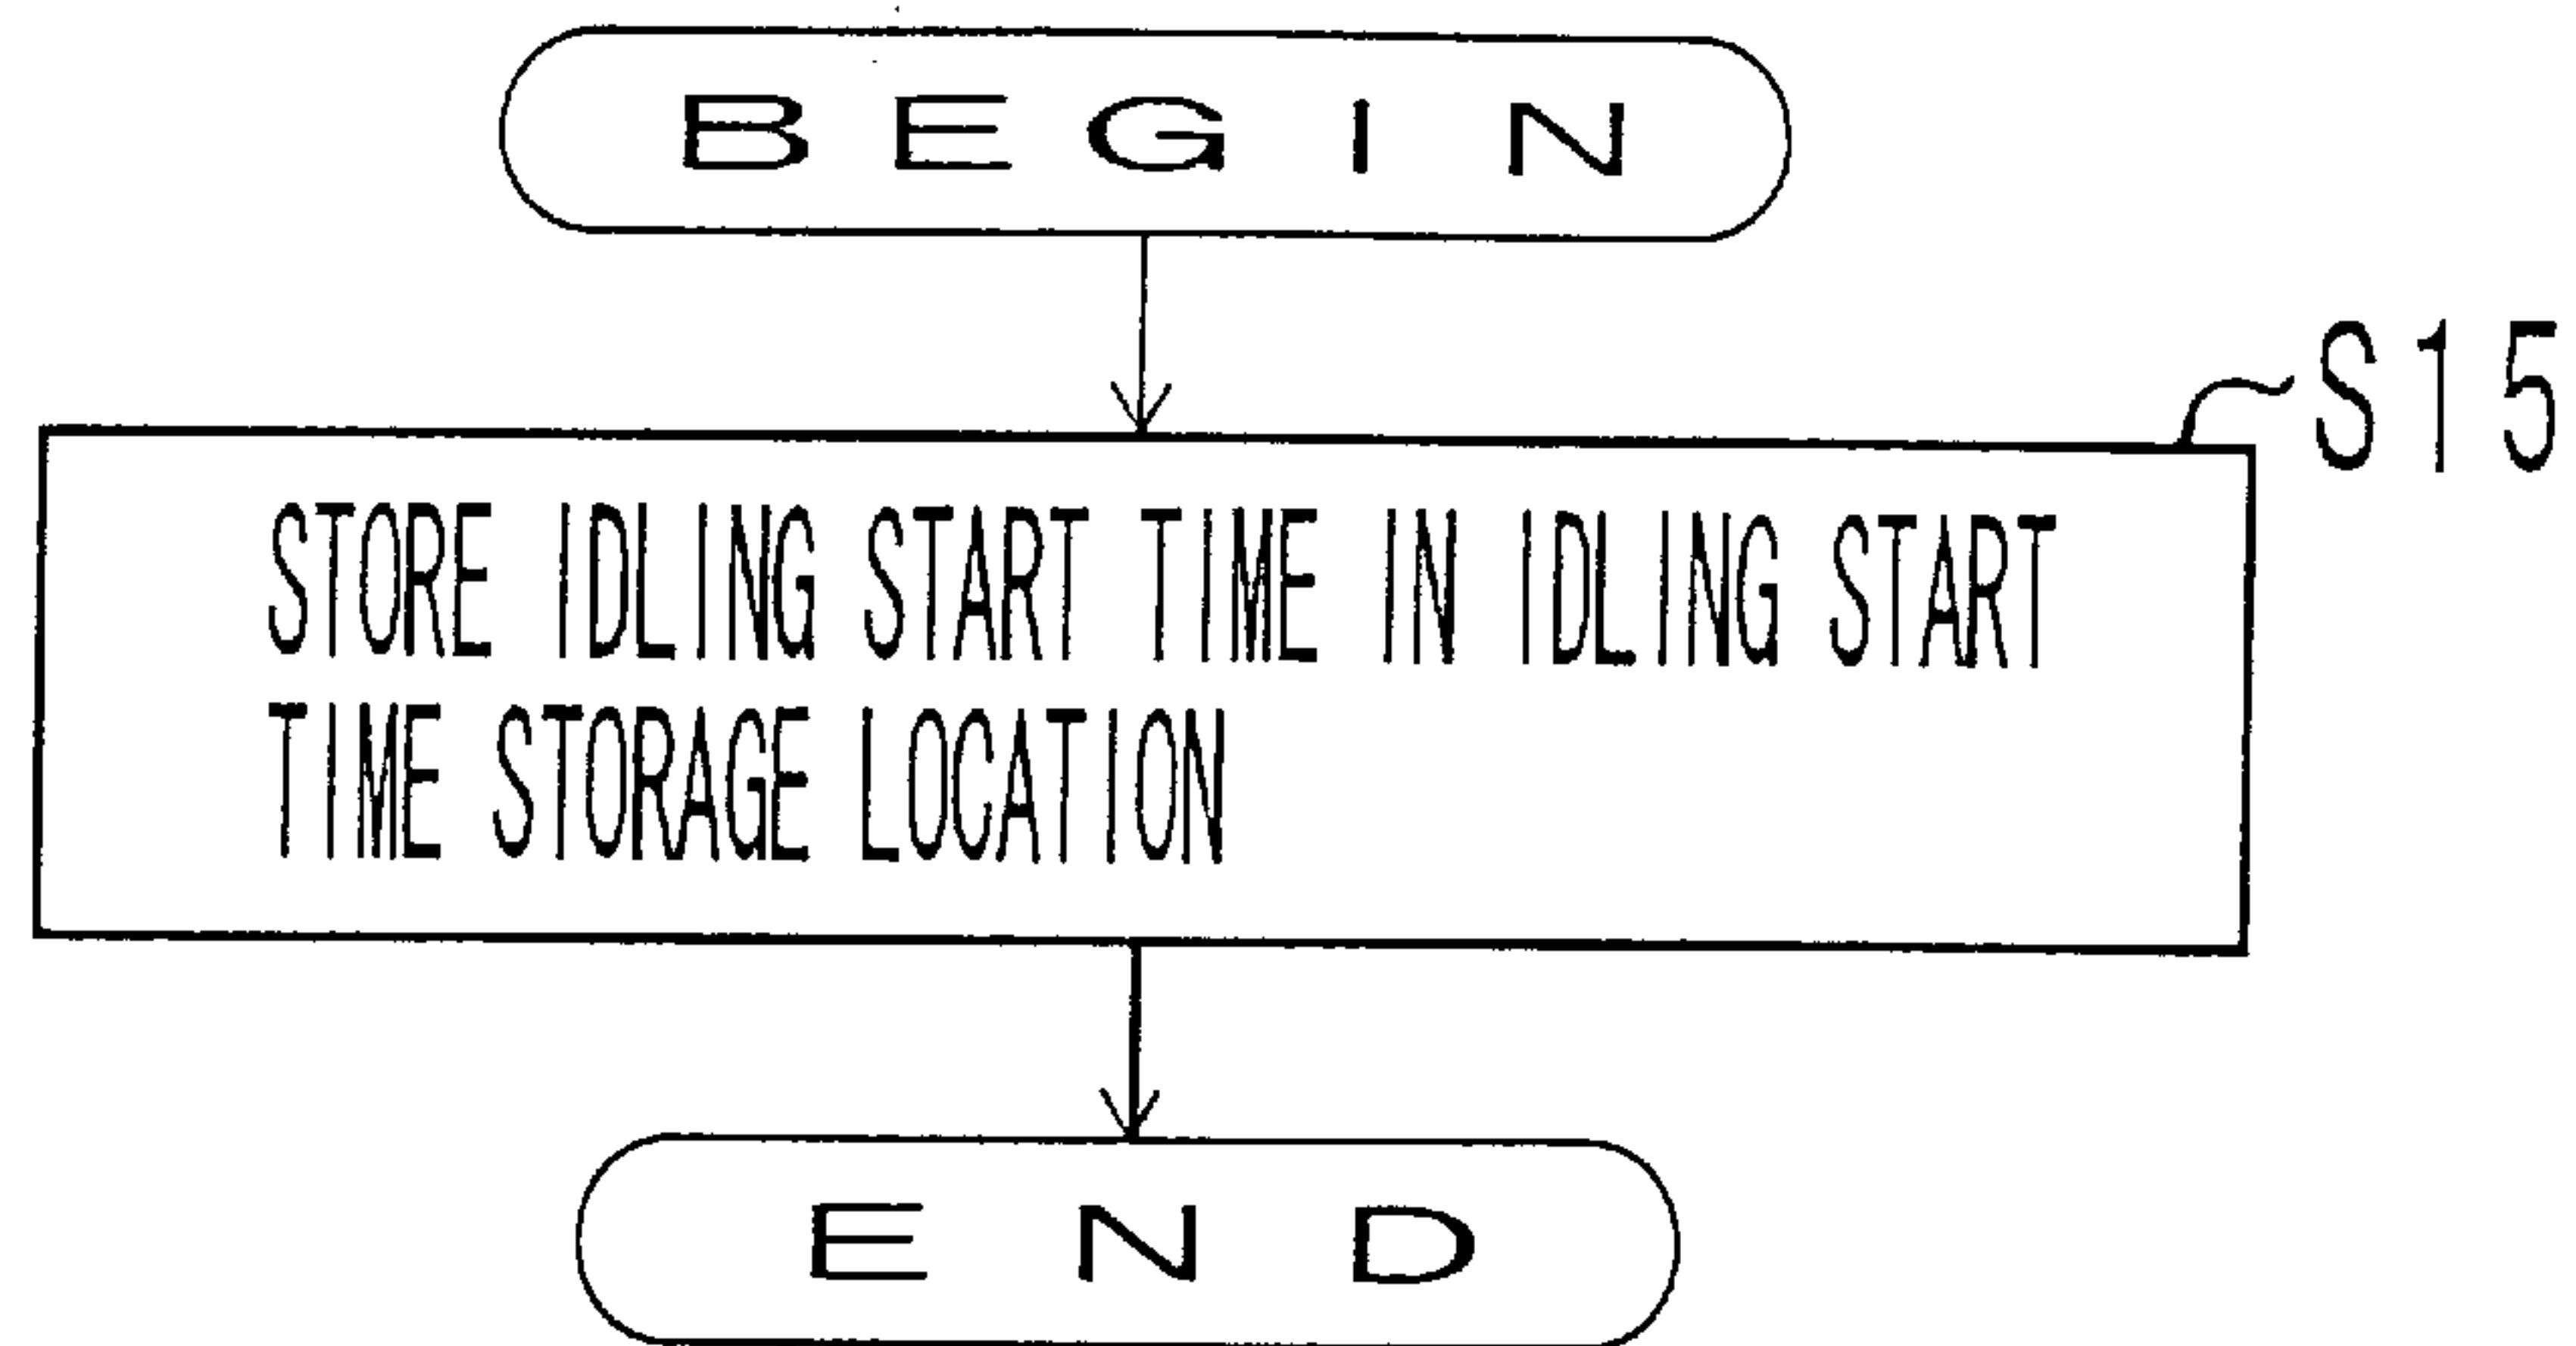 BEGIN
S15
STORE IDLING START TIME IN IDLING START
TIME STORAGE LOCATION
END